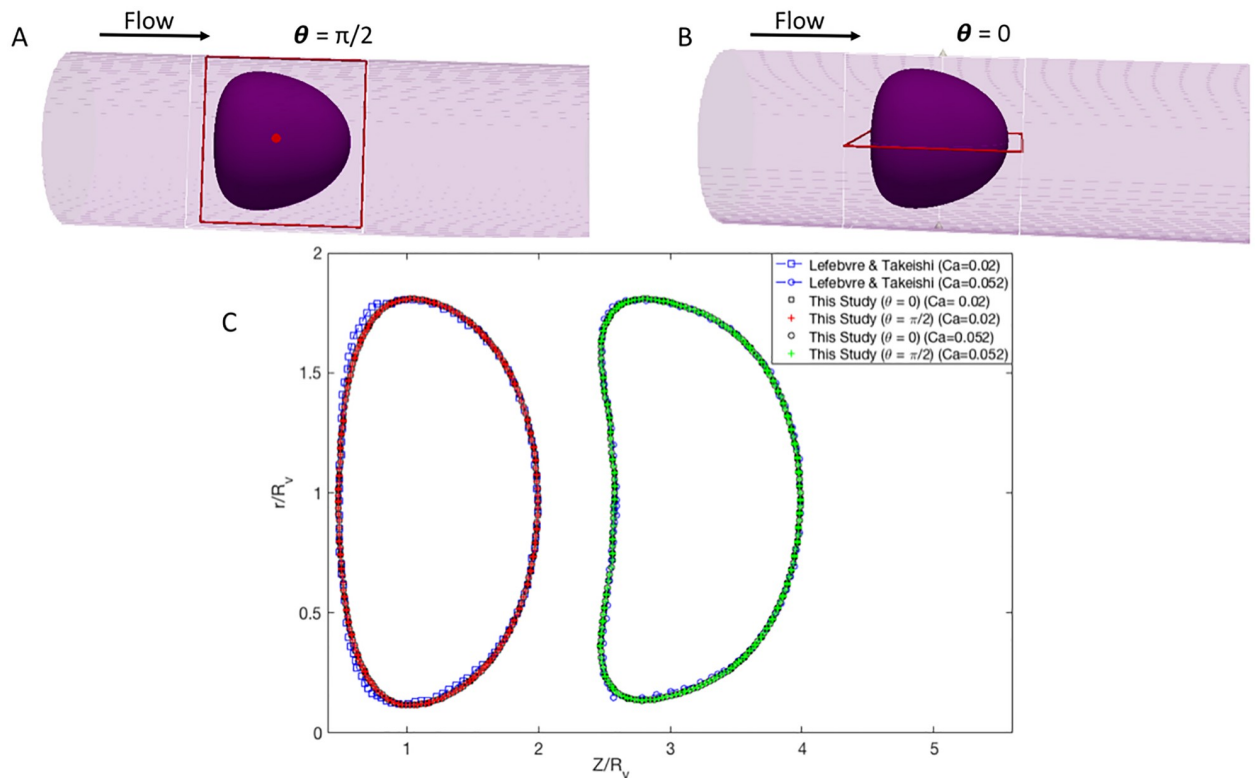 A
Flow
θ = π/2
B
Flow
θ = 0
C
2
1.5
1
0.5
0
r/Rv
1
2
3
4
5
Z/Rv
Lefebvre & Takeishi (Ca=0.02)
Lefebvre & Takeishi (Ca=0.052)
This Study (θ = 0) (Ca= 0.02)
This Study (θ = π/2) (Ca=0.02)
This Study (θ = 0) (Ca=0.052)
This Study (θ = π/2) (Ca=0.052)